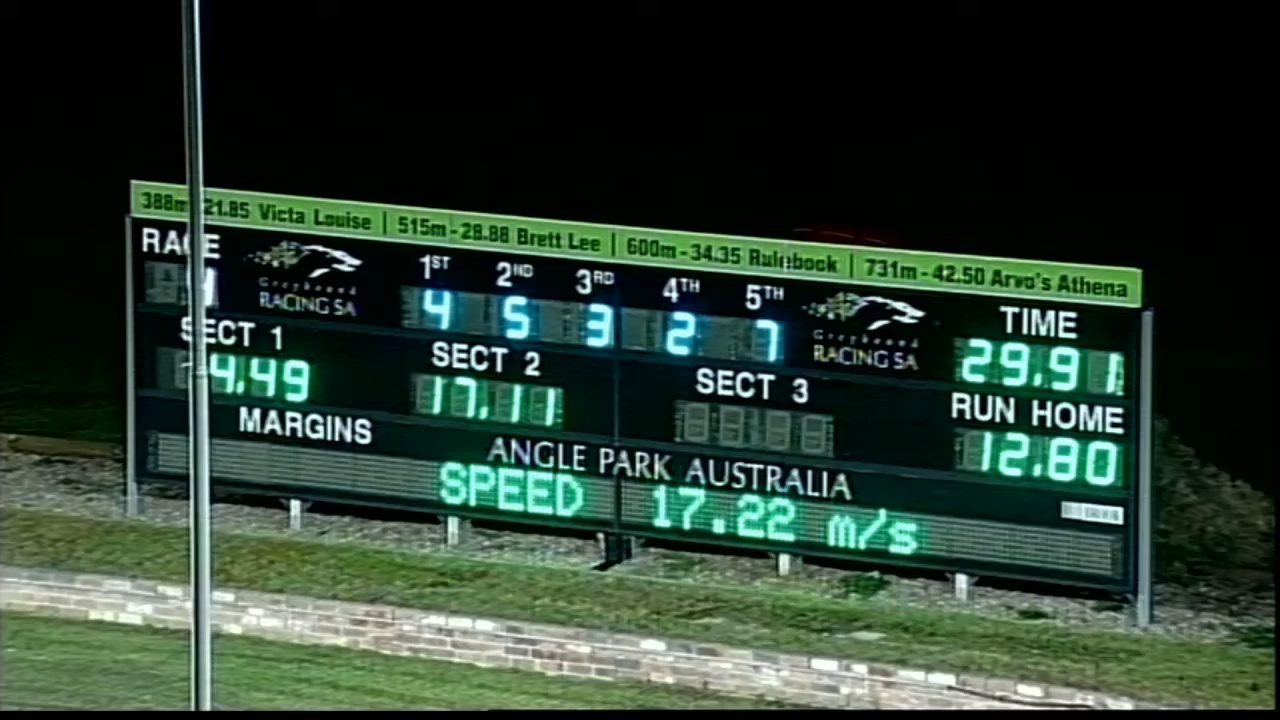 388m - 21.85 Victa Louise | 515m - 28.88 Brett Lee | 600m - 34.35 Rulebook | 731m - 42.50 Arvo's Athena
RACE
4
Greyhound
RACING SA
1ST 2ND 3RD 4TH 5TH
4 5 3 2 7
Greyhound
RACING SA
TIME
29.91
SECT 1
4.49
SECT 2
17.11
SECT 3
RUN HOME
12.80
MARGINS
ANGLE PARK AUSTRALIA
SPEED 17.22 m/s